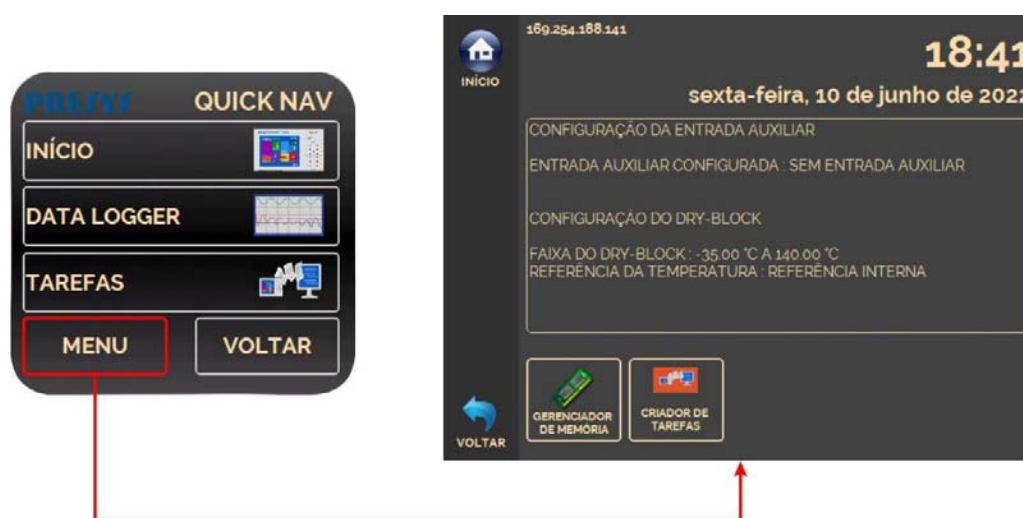 PRESYS
QUICK NAV
INÍCIO
DATA LOGGER
TAREFAS
MENU
VOLTAR
INÍCIO
VOLTAR
169.254.188.141
18:41
sexta-feira, 10 de junho de 2022
CONFIGURAÇÃO DA ENTRADA AUXILIAR
ENTRADA AUXILIAR CONFIGURADA : SEM ENTRADA AUXILIAR
CONFIGURAÇÃO DO DRY-BLOCK
FAIXA DO DRY-BLOCK : -35.00 °C A 140.00 °C
REFERÊNCIA DA TEMPERATURA : REFERÊNCIA INTERNA
GERENCIADOR
DE MEMÓRIA
CRIADOR DE
TAREFAS